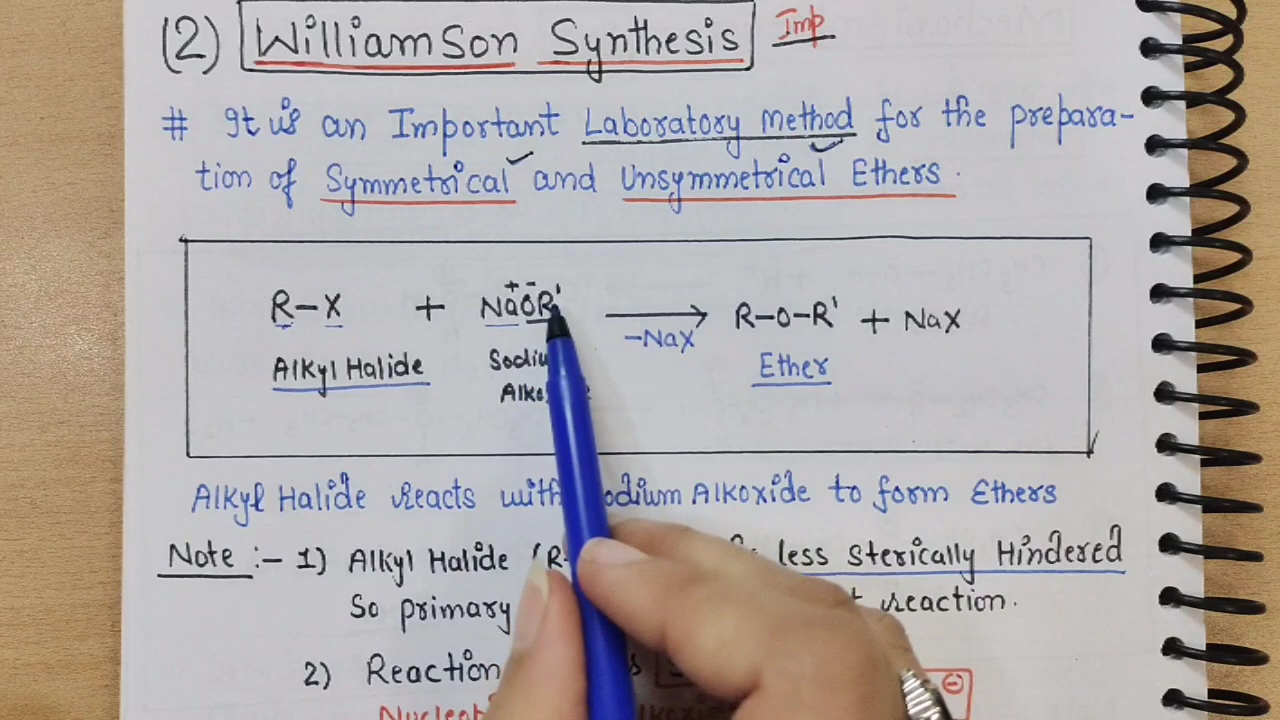 (2) Williamson Synthesis Imp
# It is an Important Laboratory method for the prepara-
tion of Symmetrical and Unsymmetrical Ethers.
R-X + Na⁺O⁻R' → R-O-R' + NaX
-NaX
Alkyl Halide Ether
Alkyl Halide reacts with Sodium Alkoxide to form Ethers
Note :- 1) Alkyl Halide (R- less sterically Hindered
So primary reaction.
2) Reaction
⊖